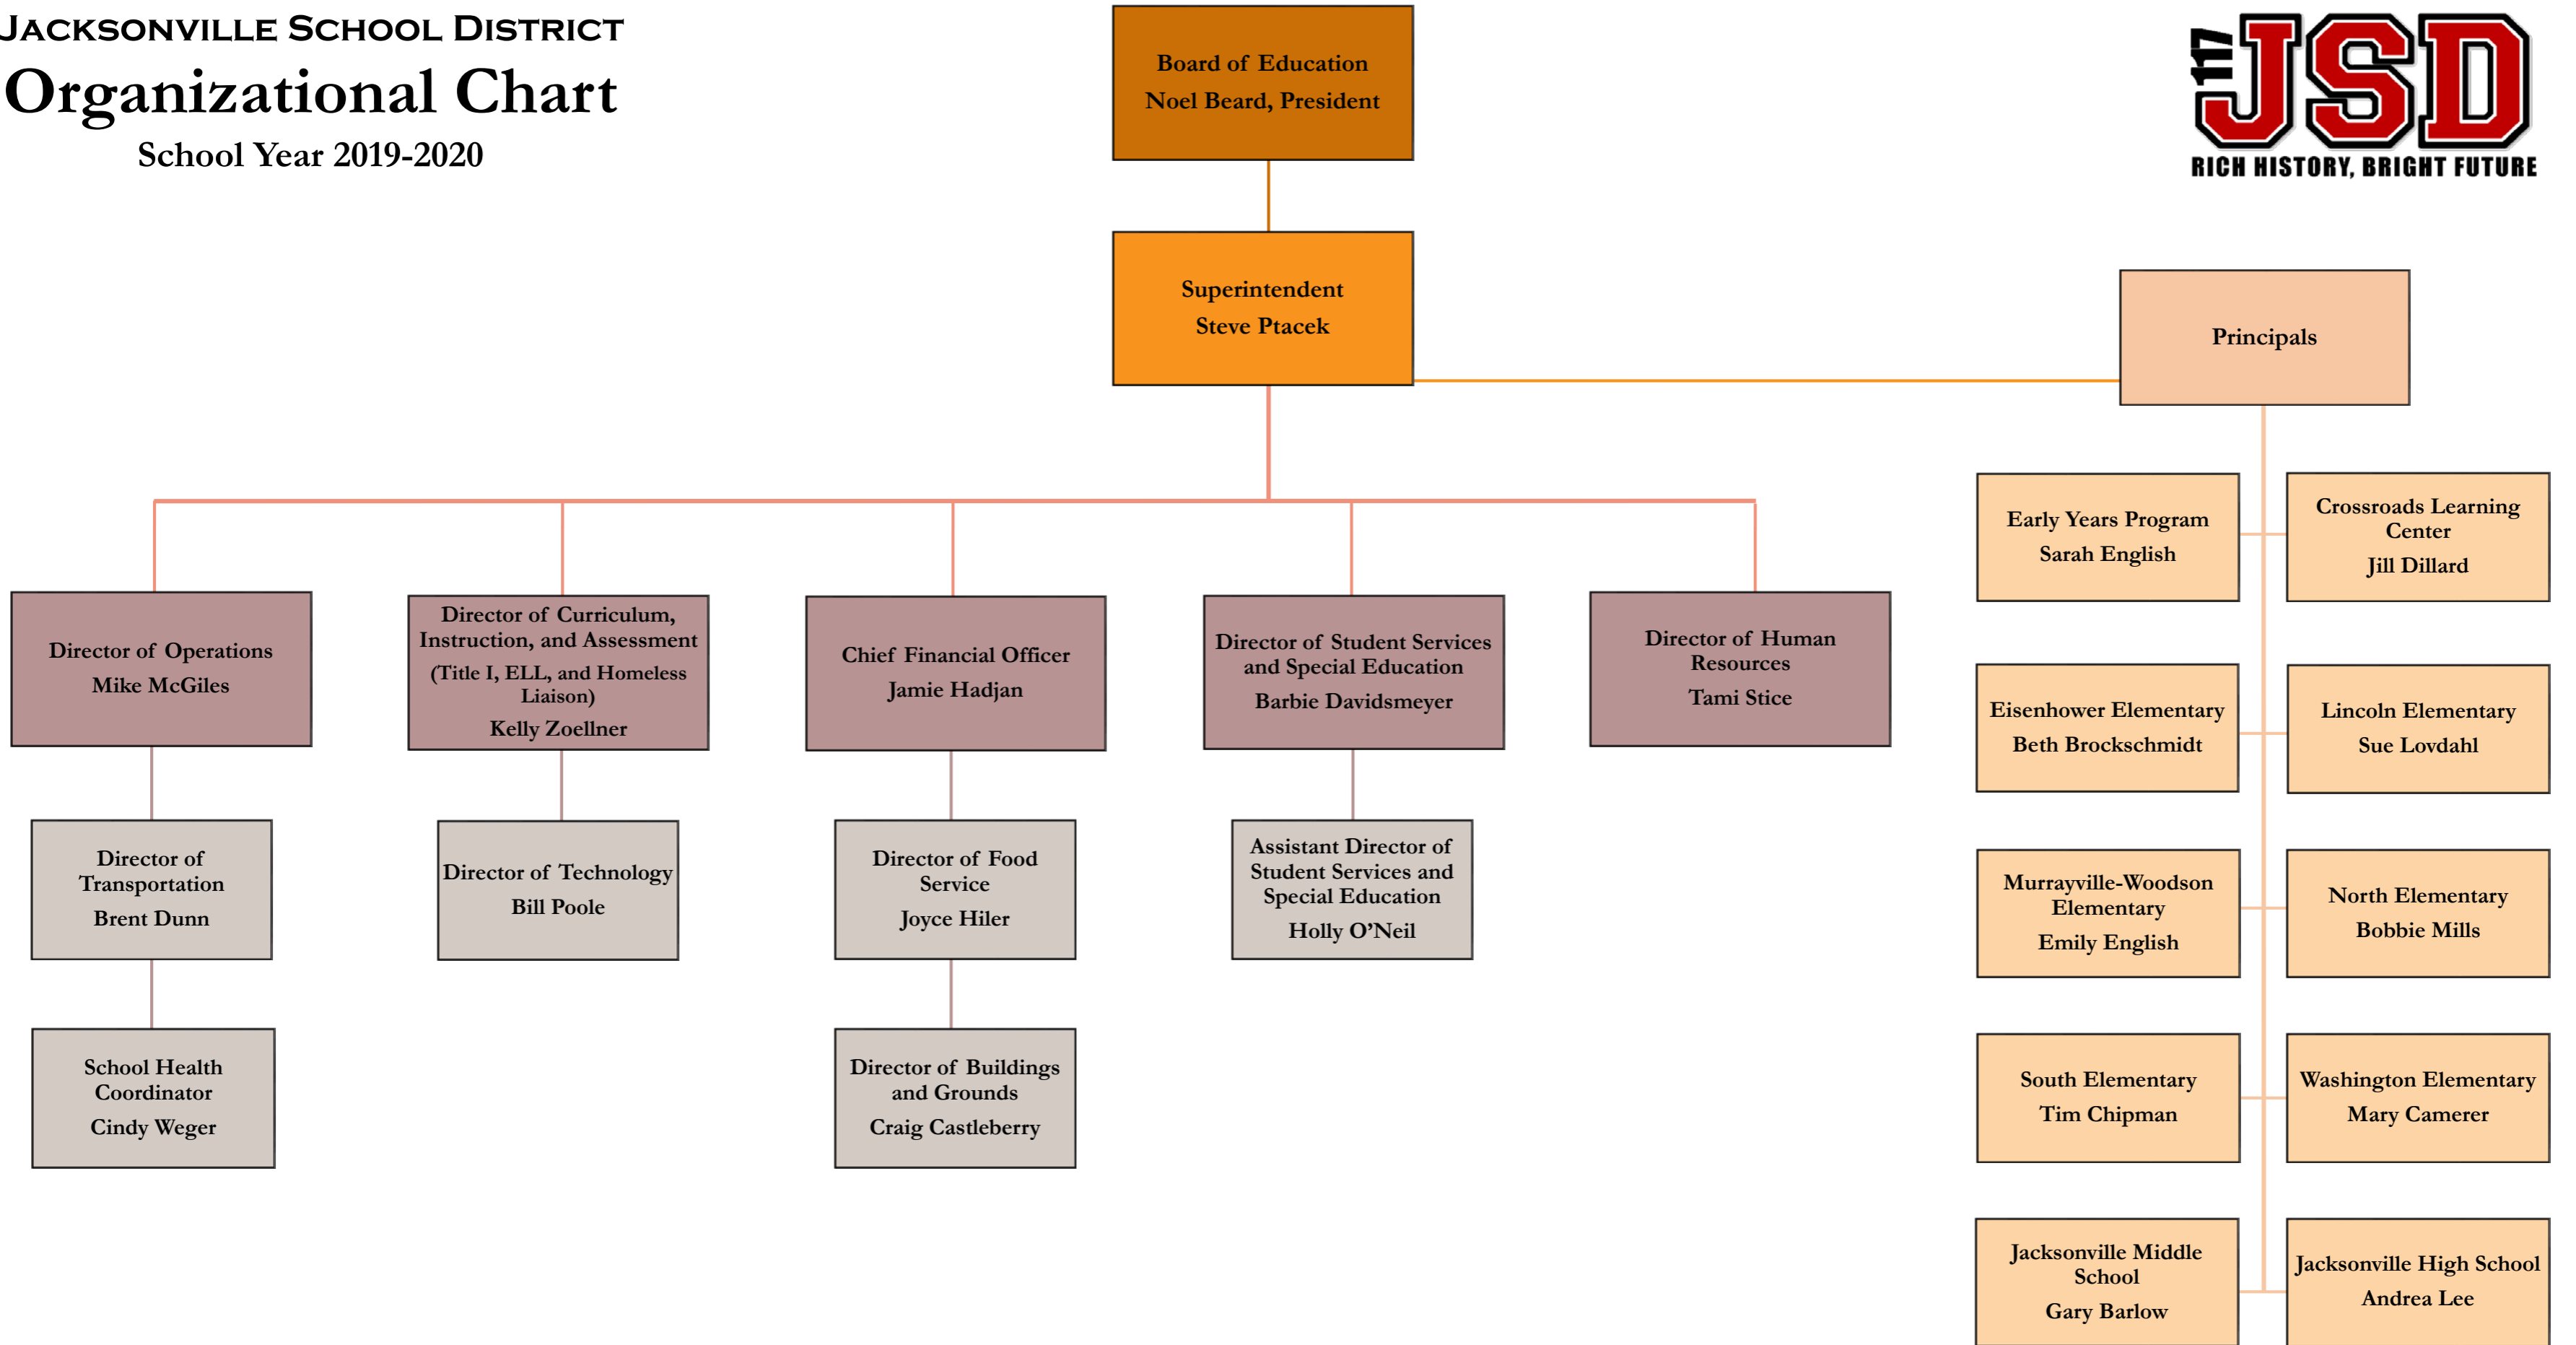 JACKSONVILLE SCHOOL DISTRICT
Organizational Chart
School Year 2019-2020
Board of Education
Noel Beard, President
117
JSD
RICH HISTORY, BRIGHT FUTURE
Superintendent
Steve Ptacek
Principals
Director of Operations
Mike McGiles
Director of Curriculum,
Instruction, and Assessment
(Title I, ELL, and Homeless
Liaison)
Kelly Zoellner
Chief Financial Officer
Jamie Hadjan
Director of Student Services
and Special Education
Barbie Davidsmeyer
Director of Human
Resources
Tami Stice
Director of
Transportation
Brent Dunn
Director of Technology
Bill Poole
Director of Food
Service
Joyce Hiler
Assistant Director of
Student Services and
Special Education
Holly O’Neil
School Health
Coordinator
Cindy Weger
Director of Buildings
and Grounds
Craig Castleberry
Early Years Program
Sarah English
Crossroads Learning
Center
Jill Dillard
Eisenhower Elementary
Beth Brockschmidt
Lincoln Elementary
Sue Lovdahl
Murrayville-Woodson
Elementary
Emily English
North Elementary
Bobbie Mills
South Elementary
Tim Chipman
Washington Elementary
Mary Camerer
Jacksonville Middle
School
Gary Barlow
Jacksonville High School
Andrea Lee